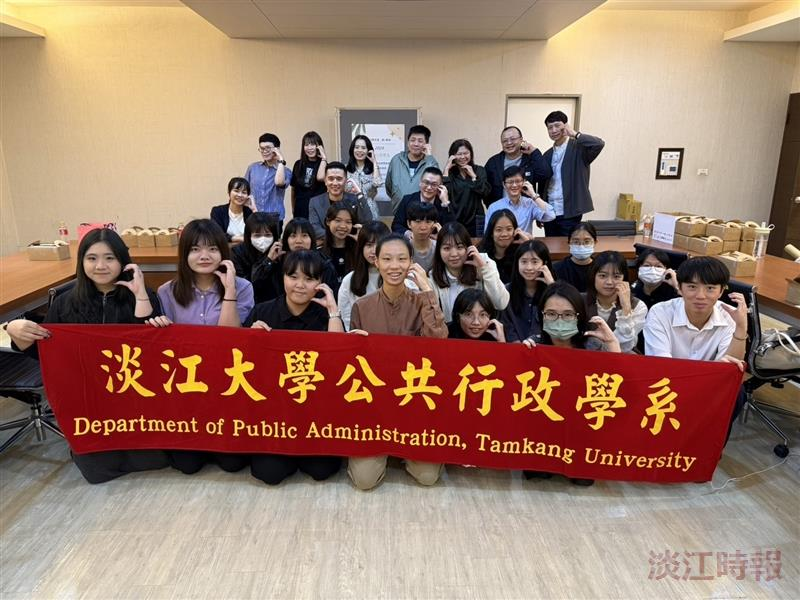 淡江大學公共行政學系
Department of Public Administration, Tamkang University
淡江時報